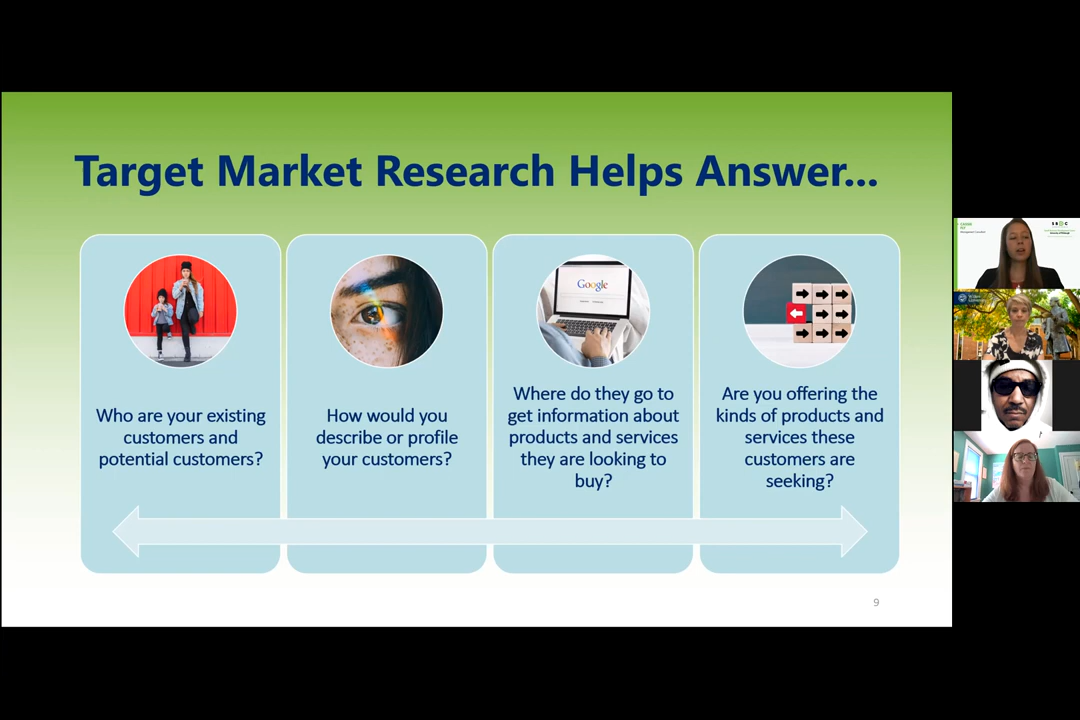 Target Market Research Helps Answer...
Google
Who are your existing
customers and
potential customers?
How would you
describe or profile
your customers?
Where do they go to
get information about
products and services
they are looking to
buy?
Are you offering the
kinds of products and
services these
customers are
seeking?
9